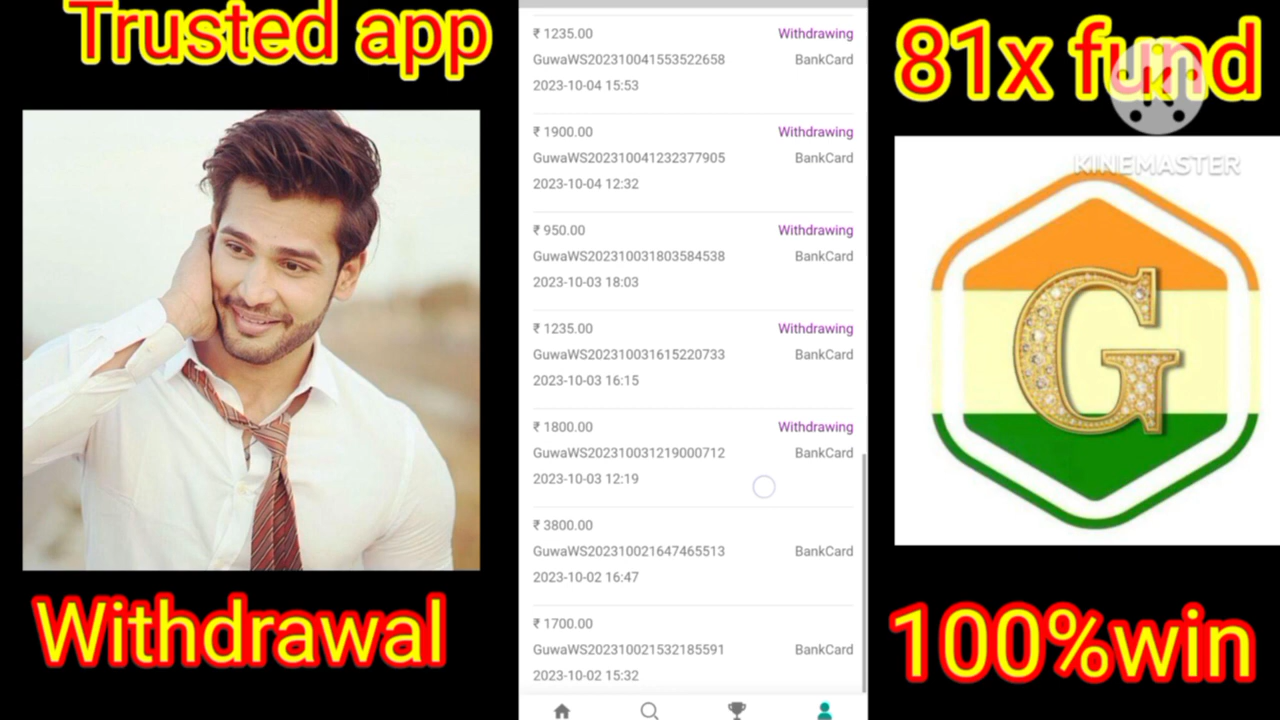 Trusted app
81x fund
KINEMASTER
₹ 1235.00 Withdrawing
GuwaWS202310041553522658 BankCard
2023-10-04 15:53
₹ 1900.00 Withdrawing
GuwaWS202310041232377905 BankCard
2023-10-04 12:32
₹ 950.00 Withdrawing
GuwaWS202310031803584538 BankCard
2023-10-03 18:03
₹ 1235.00 Withdrawing
GuwaWS202310031615220733 BankCard
2023-10-03 16:15
₹ 1800.00 Withdrawing
GuwaWS202310031219000712 BankCard
2023-10-03 12:19
₹ 3800.00
GuwaWS202310021647465513 BankCard
2023-10-02 16:47
₹ 1700.00
GuwaWS202310021532185591 BankCard
2023-10-02 15:32
G
Withdrawal
100%win